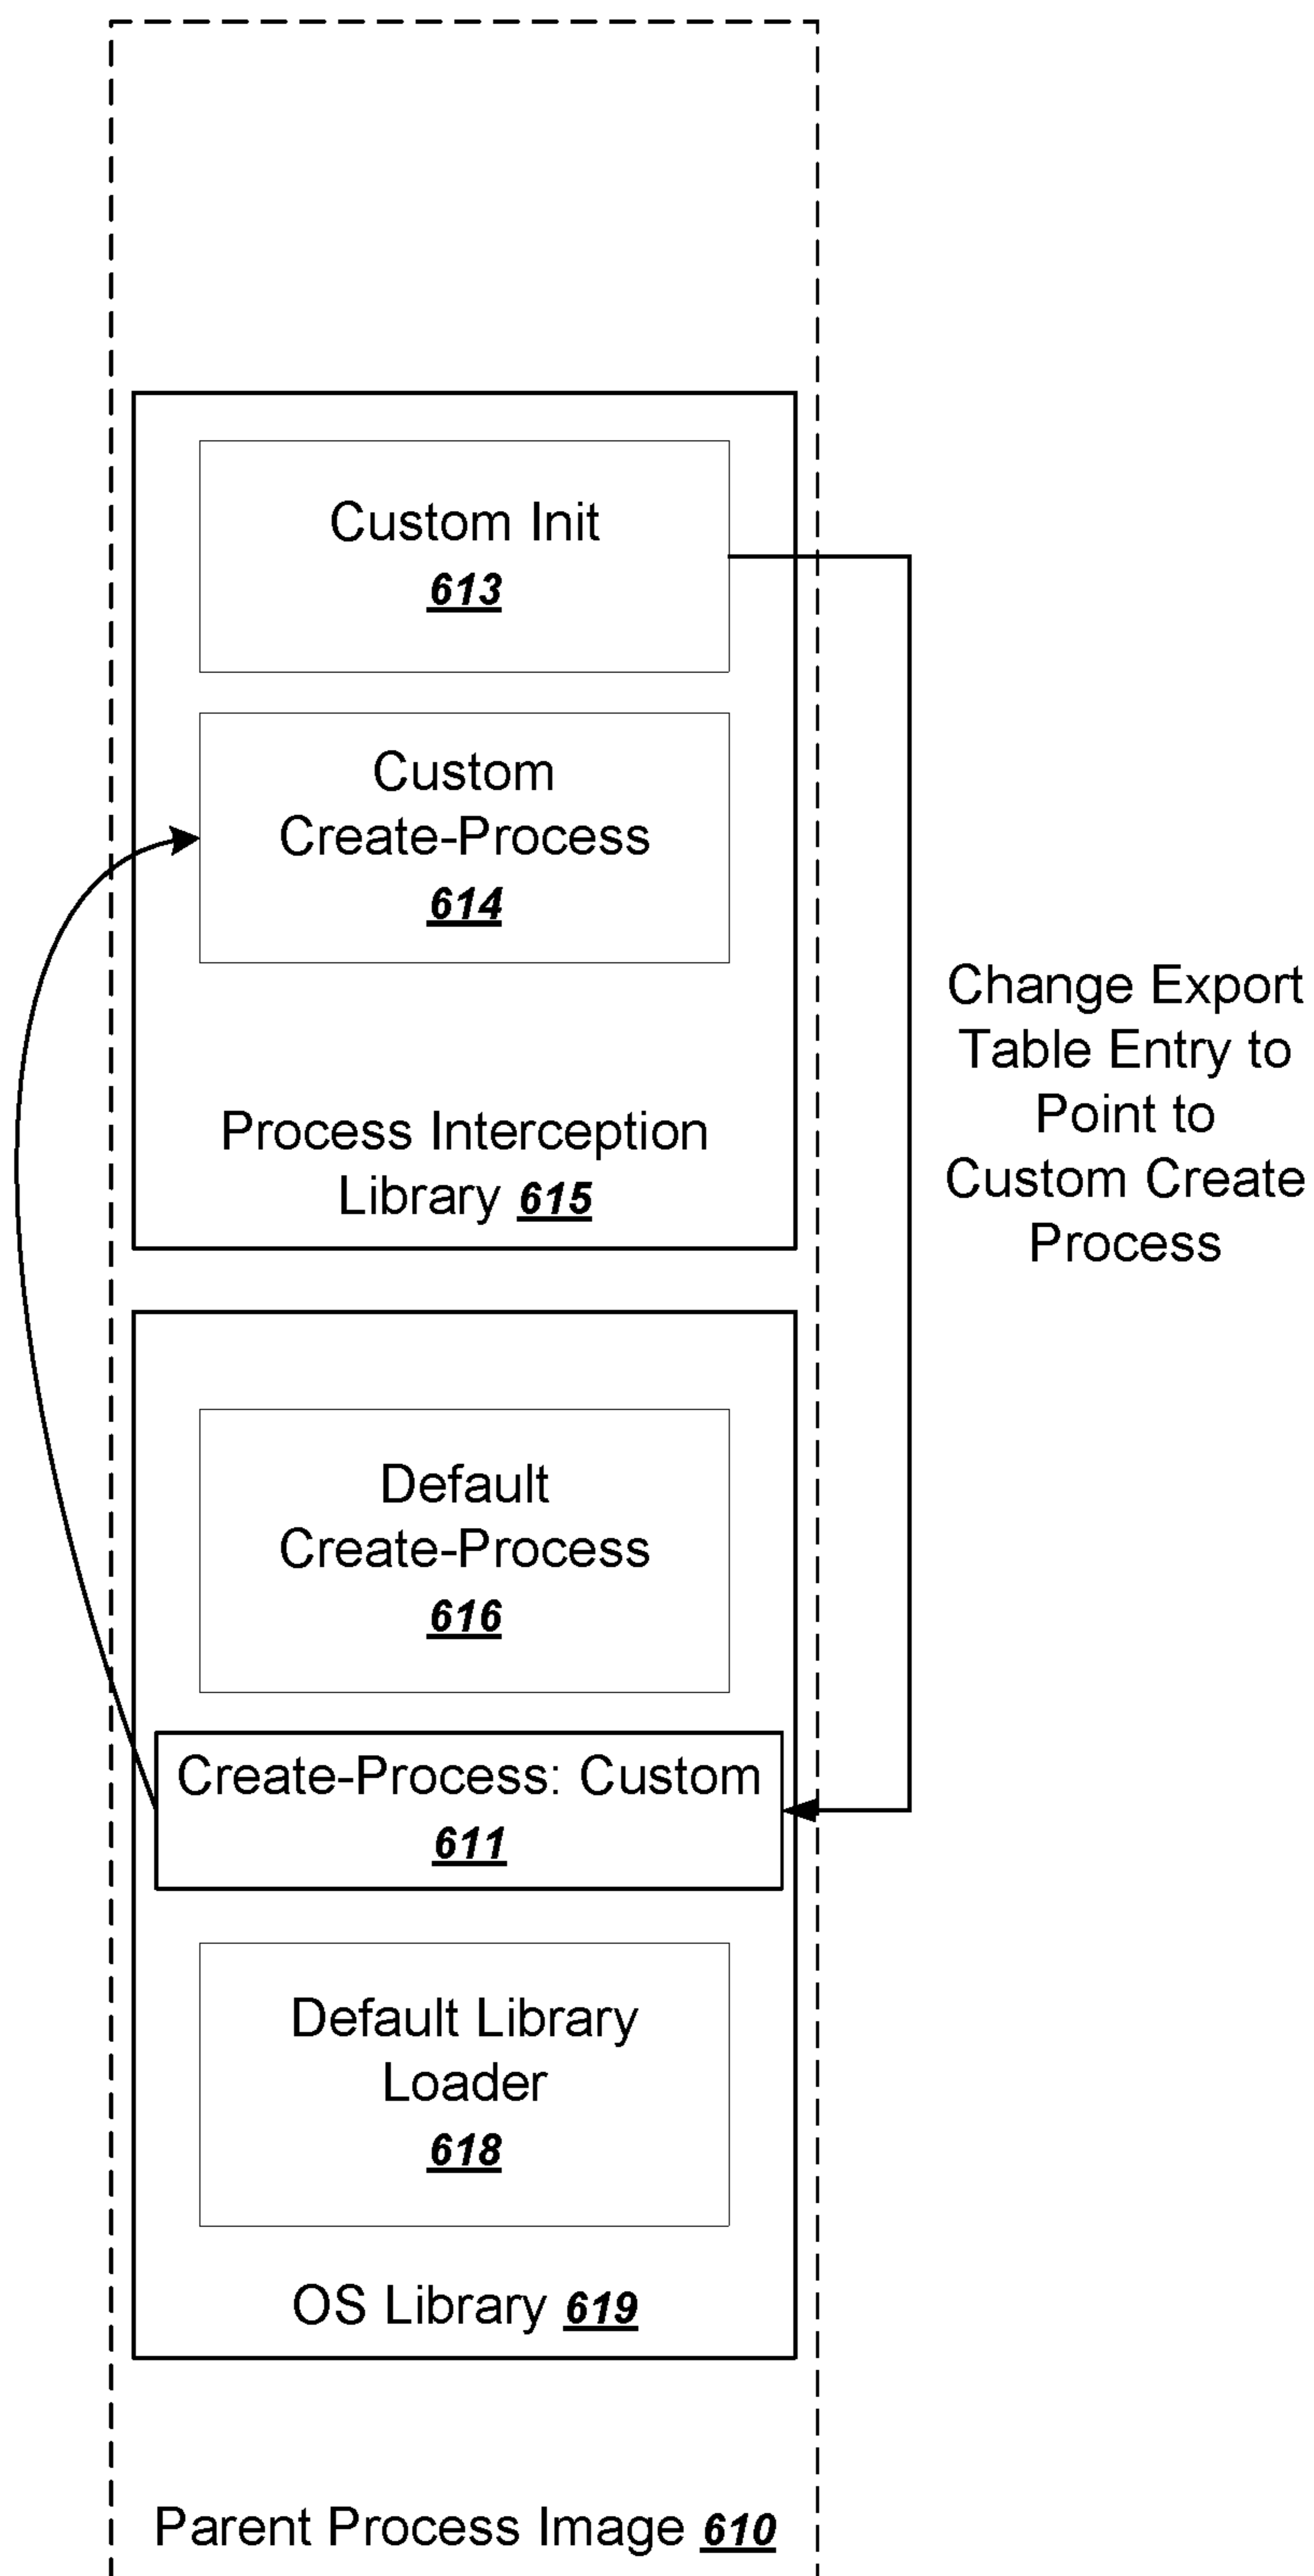 Custom Init
613
Custom
Create-Process
614
Process Interception
Library 615
Change Export
Table Entry to
Point to
Custom Create
Process
Default
Create-Process
616
Create-Process: Custom
611
Default Library
Loader
618
OS Library 619
Parent Process Image 610